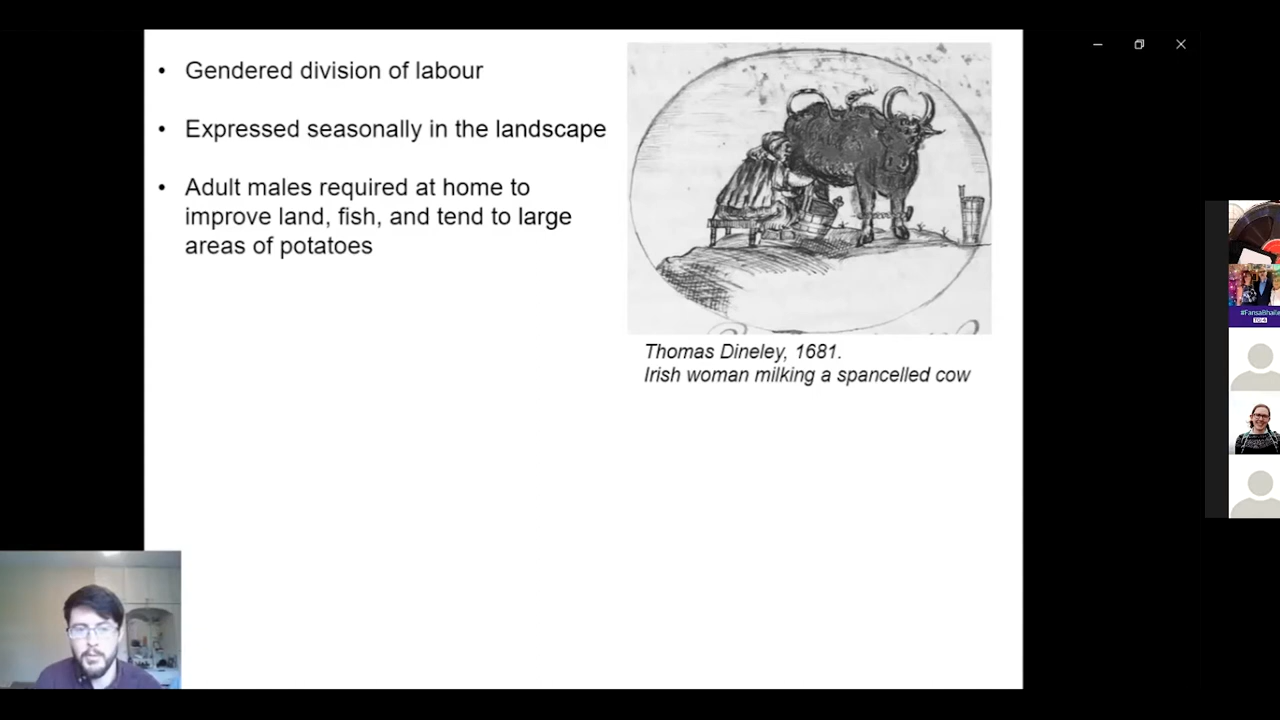 • Gendered division of labour
• Expressed seasonally in the landscape
• Adult males required at home to
improve land, fish, and tend to large
areas of potatoes
Thomas Dineley, 1681.
Irish woman milking a spancelled cow